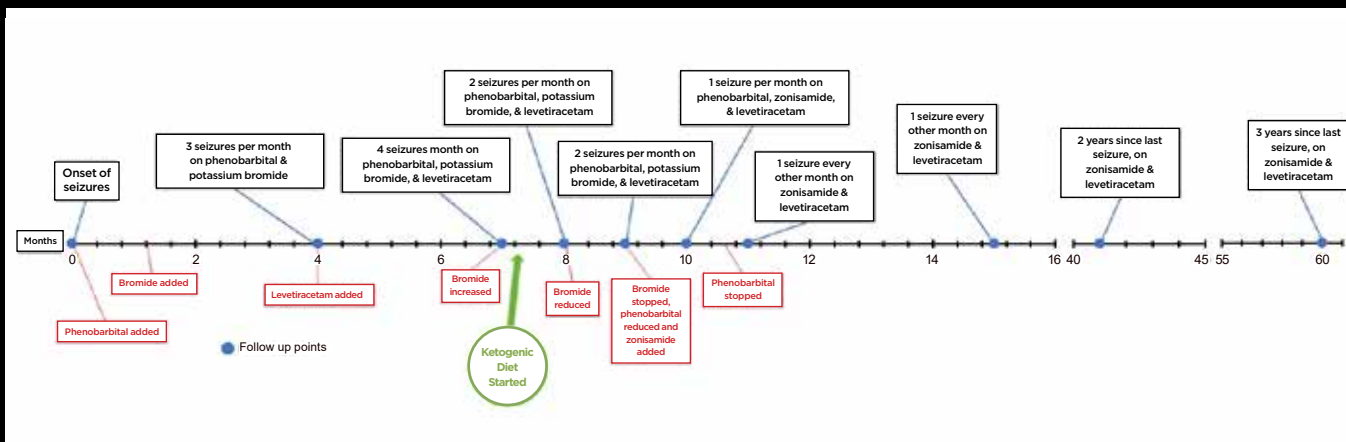 2 seizures per month on
phenobarbital, potassium
bromide, & levetiracetam
1 seizure per month on
phenobarbital, zonisamide,
& levetiracetam
1 seizure every
other month on
zonisamide &
levetiracetam
3 seizures per month
on phenobarbital &
potassium bromide
4 seizures month on
phenobarbital, potassium
bromide, & levetiracetam
2 seizures per month on
phenobarbital, potassium
bromide, & levetiracetam
1 seizure every
other month on
zonisamide &
levetiracetam
2 years since last
seizure, on
zonisamide &
levetiracetam
3 years since last
seizure, on
zonisamide &
levetiracetam
Onset of
seizures
Months
0 2 4 6 8 10 12 14 16 40 45 55 60
Bromide added
Phenobarbital added
Levetiracetam added
Bromide
increased
Bromide
reduced
Bromide
stopped,
phenobarbital
reduced and
zonisamide
added
Phenobarbital
stopped
Follow up points
Ketogenic
Diet
Started